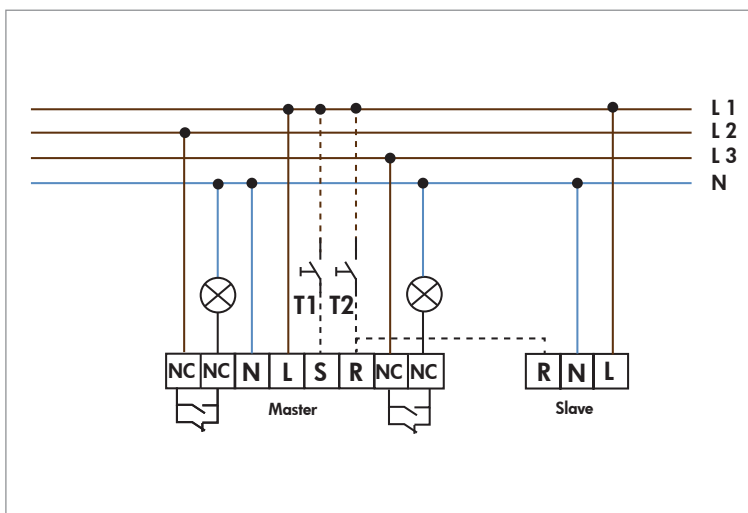 L 1
L 2
L 3
N
T1 T2
NC NC N L S R NC NC R N L
Master Slave